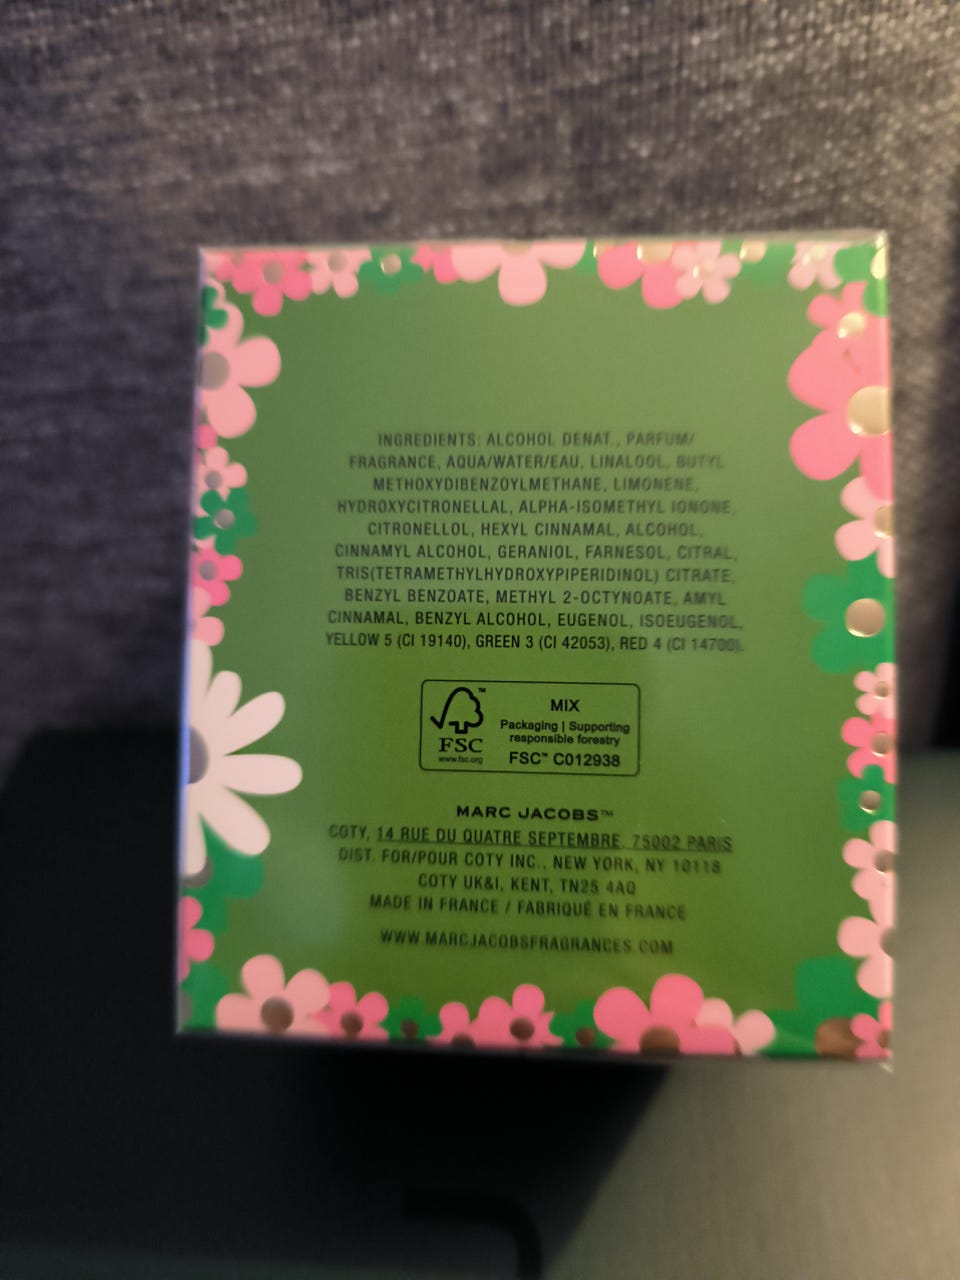 INGREDIENTS: ALCOHOL DENAT., PARFUM/
FRAGRANCE, AQUA/WATER/EAU, LINALOOL, BUTYL
METHOXYDIBENZOYLMETHANE, LIMONENE,
HYDROXYCITRONELLAL, ALPHA-ISOMETHYL IONONE,
CITRONELLOL, HEXYL CINNAMAL, ALCOHOL,
CINNAMYL ALCOHOL, GERANIOL, FARNESOL, CITRAL,
TRIS(TETRAMETHYLHYDROXYPIPERIDINOL) CITRATE,
BENZYL BENZOATE, METHYL 2-OCTYNOATE, AMYL
CINNAMAL, BENZYL ALCOHOL, EUGENOL, ISOEUGENOL,
YELLOW 5 (CI 19140), GREEN 3 (CI 42053), RED 4 (CI 14700).
FSC
www.fsc.org
MIX
Packaging | Supporting
responsible forestry
FSC™ C012938
MARC JACOBS™
COTY, 14 RUE DU QUATRE SEPTEMBRE, 75002 PARIS
DIST. FOR/POUR COTY INC., NEW YORK, NY 10118
COTY UK&I, KENT, TN25 4AQ
MADE IN FRANCE / FABRIQUÉ EN FRANCE
WWW.MARCJACOBSFRAGRANCES.COM